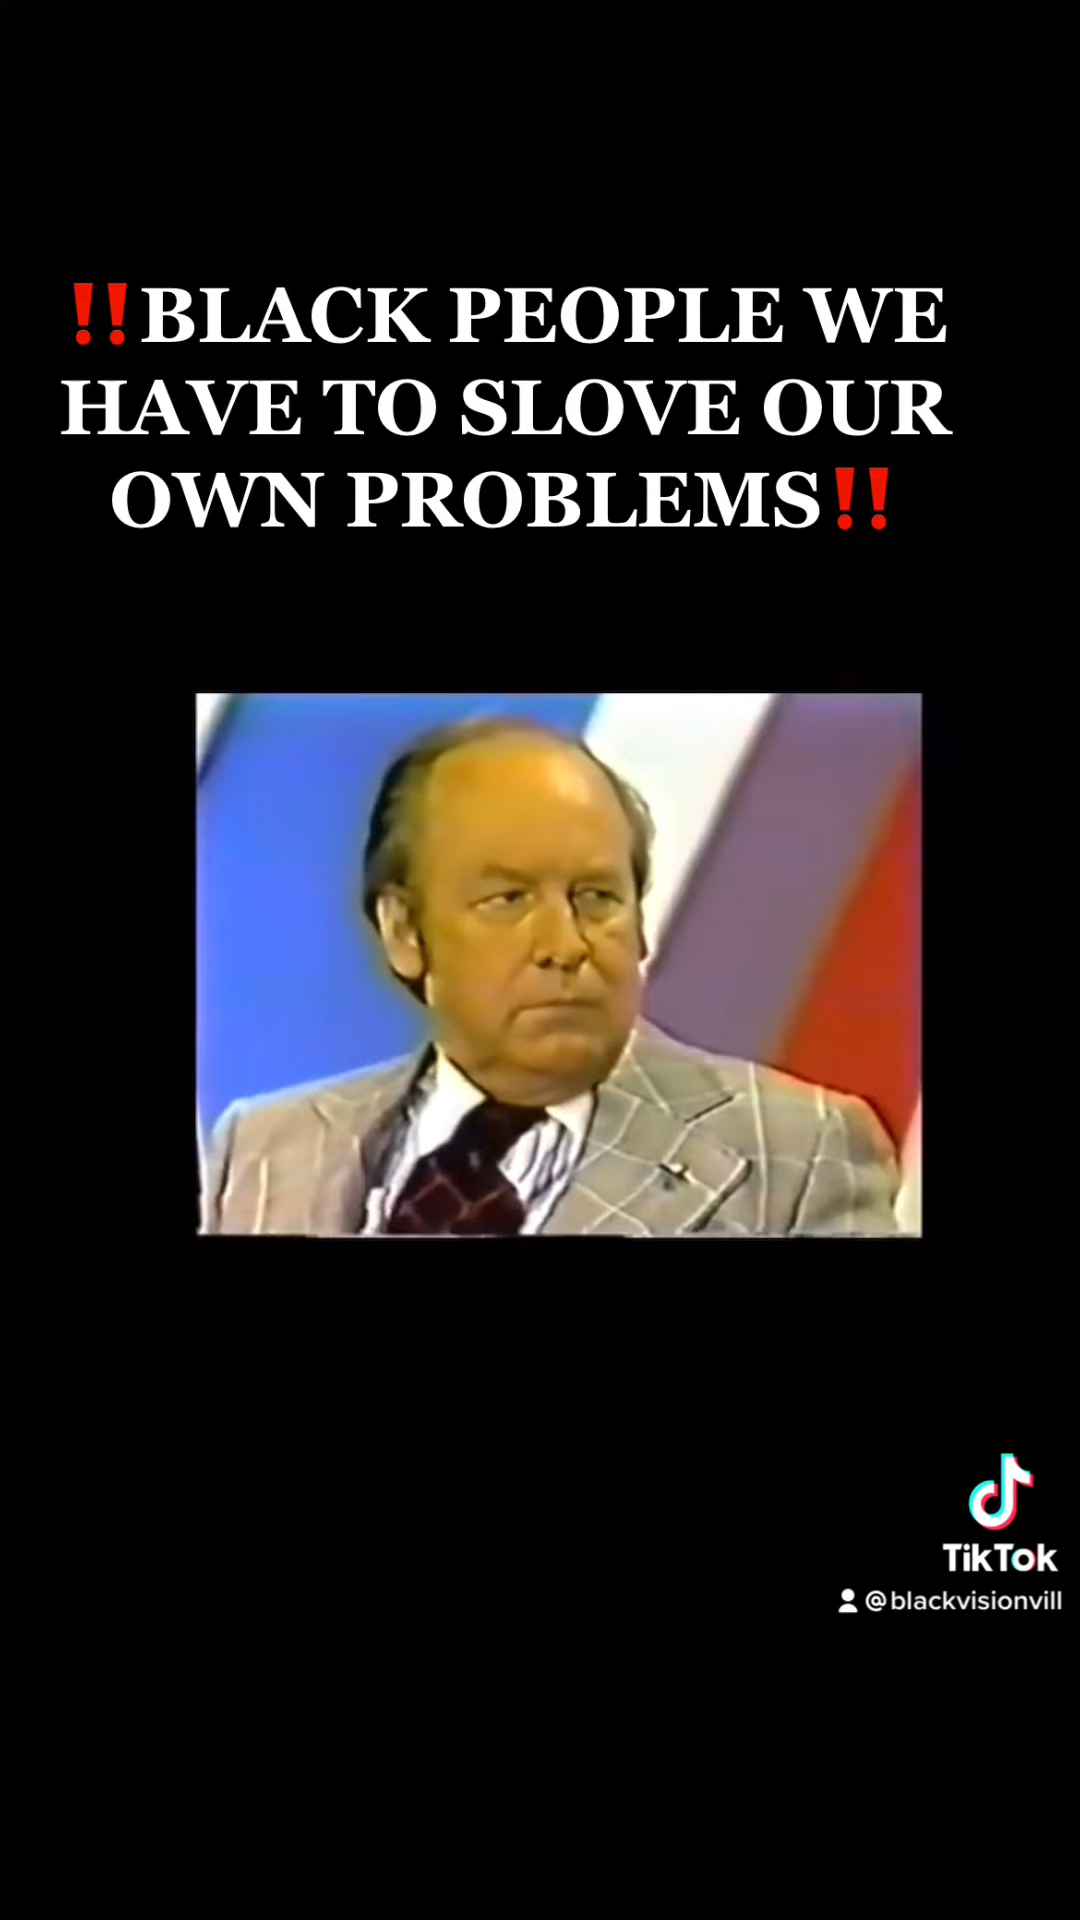 ‼️BLACK PEOPLE WE
HAVE TO SLOVE OUR
OWN PROBLEMS‼️
TikTok
@blackvisionvill